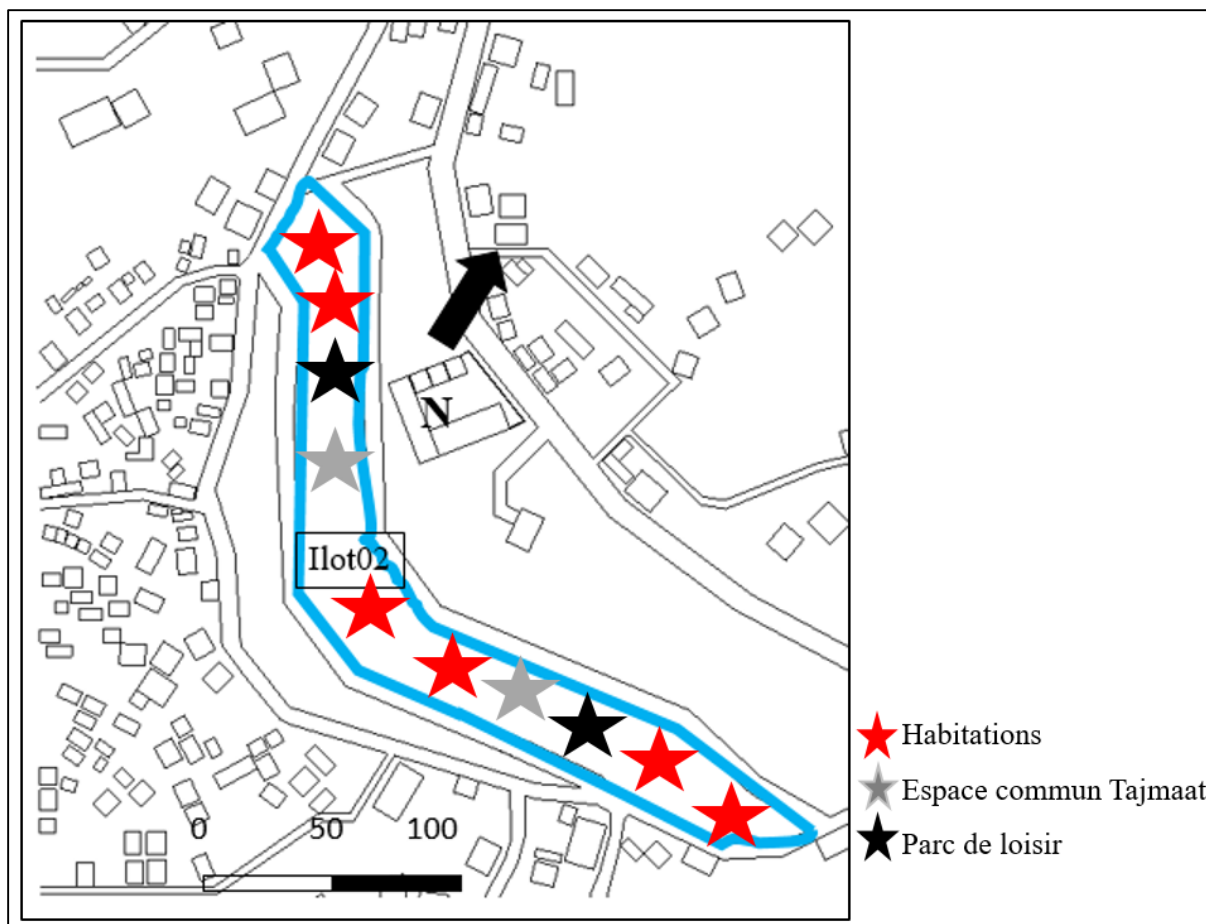 N
Ilot02
0 50 100
Habitations
Espace commun Tajmaat
Parc de loisir